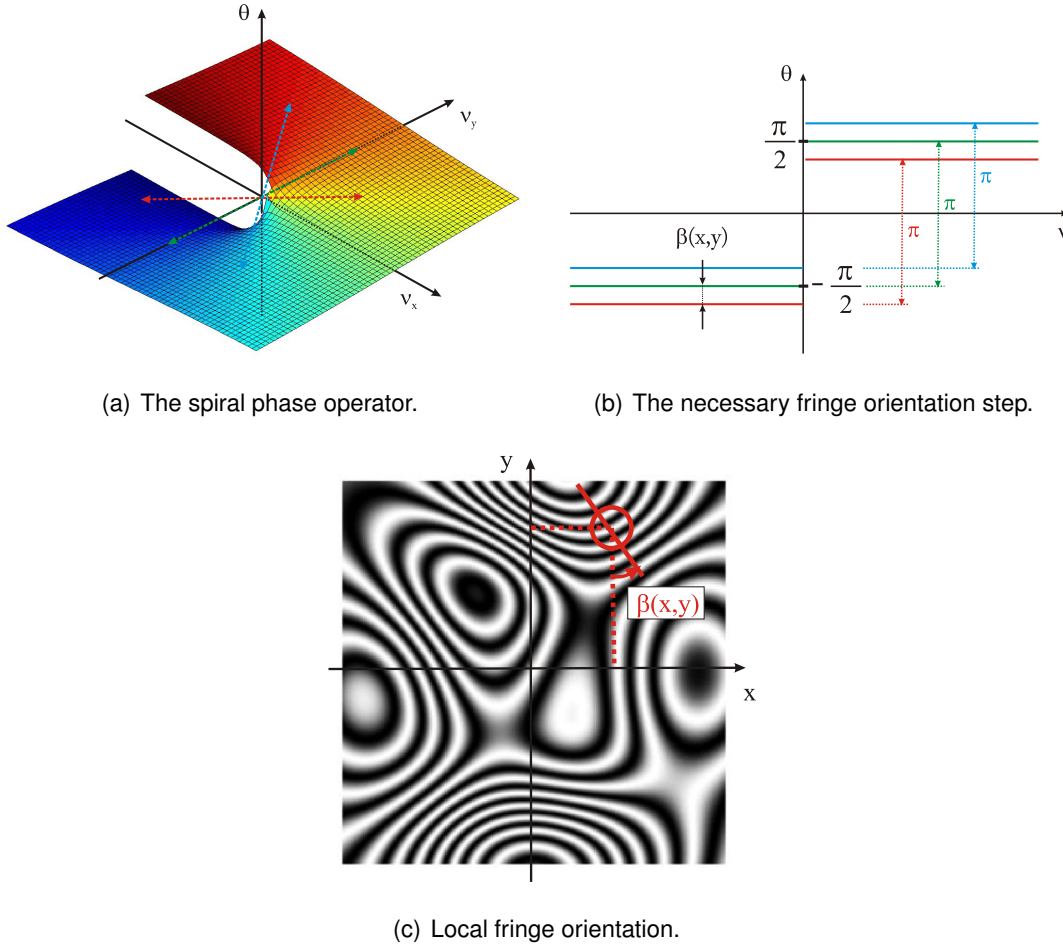 θ
ν_y
ν_x
(a) The spiral phase operator.
θ
π/2
π
π
π
β(x,y)
ν
- π/2
(b) The necessary fringe orientation step.
y
β(x,y)
x
(c) Local fringe orientation.